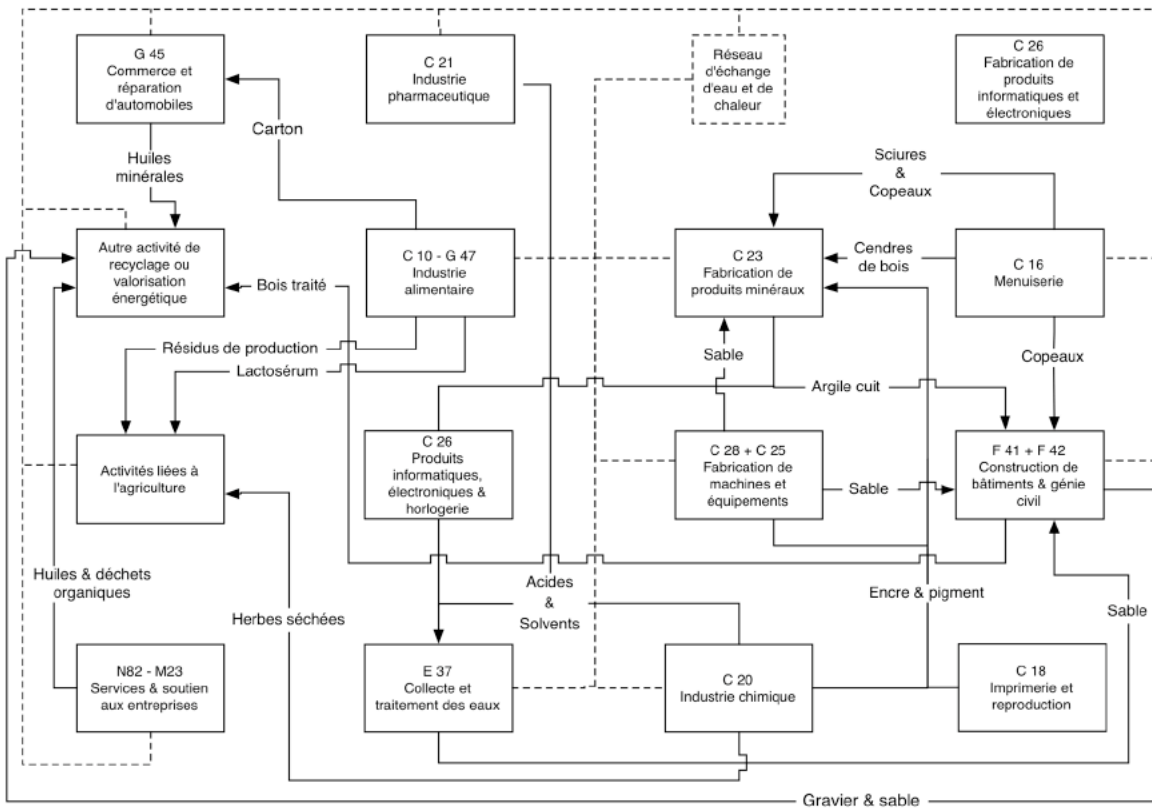 G 45
Commerce et
réparation
d'automobiles
C 21
Industrie
pharmaceutique
Réseau
d'échange
d'eau et de
chaleur
C 26
Fabrication de
produits
informatiques et
électroniques
Carton
Huiles
minérales
Sciures
&
Copeaux
Autre activité de
recyclage ou
valorisation
énergétique
Bois traité
C 10 - G 47
Industrie
alimentaire
C 23
Fabrication de
produits minéraux
Cendres
de bois
C 16
Menuiserie
Résidus de production
Lactosérum
Sable
Copeaux
Argile cuit
Activités liées à
l'agriculture
C 26
Produits
informatiques,
électroniques &
horlogerie
C 28 + C 25
Fabrication de
machines et
équipements
Sable
F 41 + F 42
Construction de
bâtiments & génie
civil
Huiles & déchets
organiques
Herbes séchées
Acides
&
Solvents
Encre & pigment
Sable
N82 - M23
Services & soutien
aux entreprises
E 37
Collecte et
traitement des eaux
C 20
Industrie chimique
C 18
Imprimerie et
reproduction
Gravier & sable